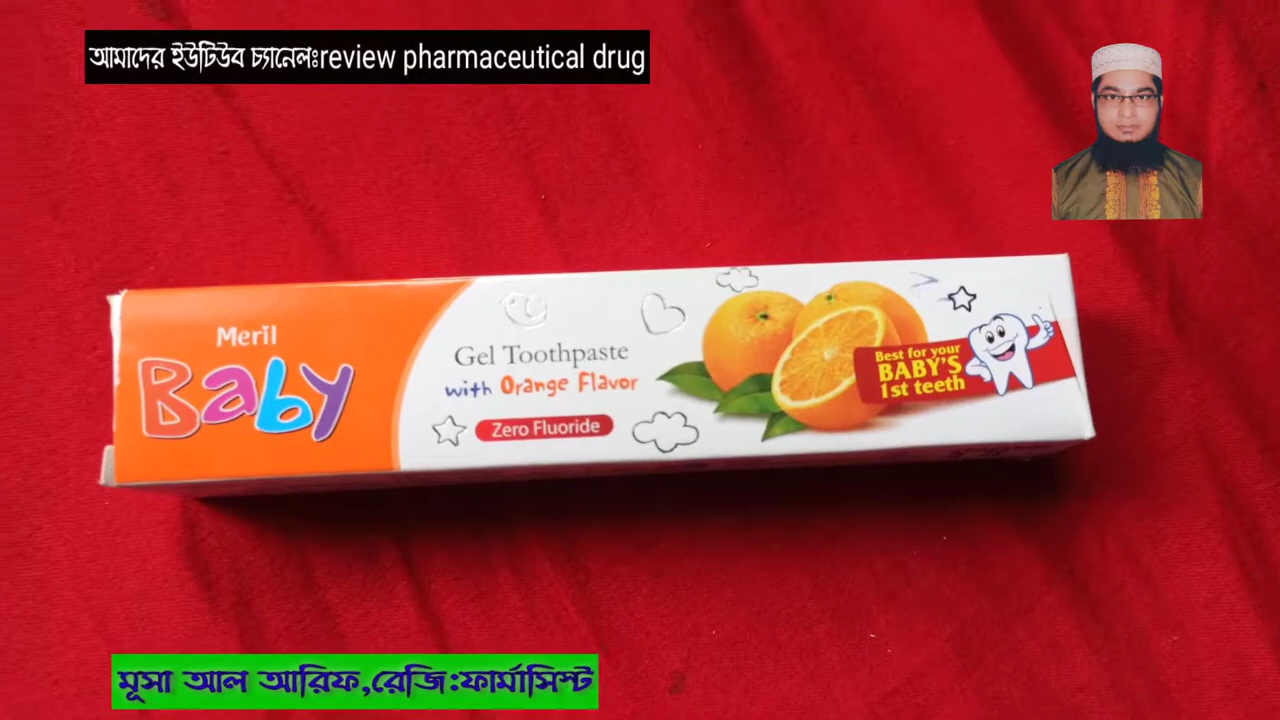 আমাদের ইউটিউব চ্যানেলঃreview pharmaceutical drug
Meril
Baby
Gel Toothpaste
with Orange Flavor
Zero Fluoride
Best for your
BABY'S
1st teeth
মূসা আল আরিফ,রেজি:ফার্মাসিস্ট